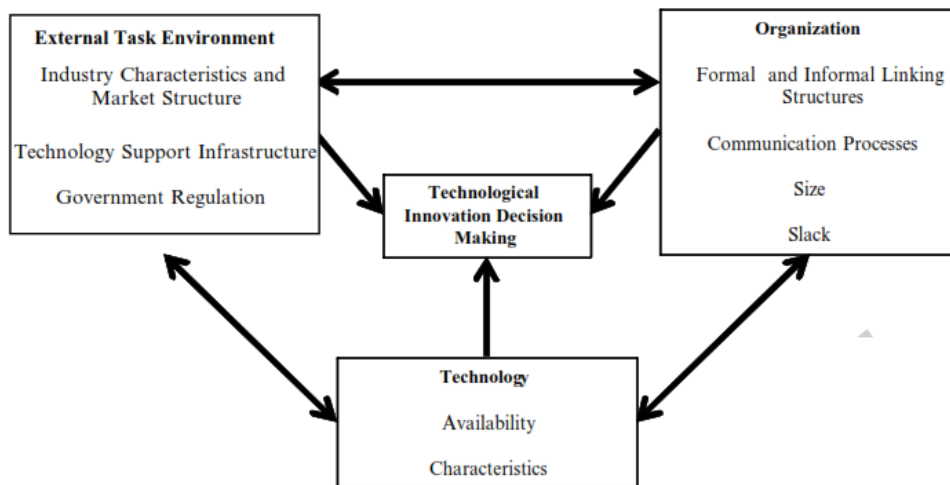 External Task Environment
Industry Characteristics and
Market Structure
Technology Support Infrastructure
Government Regulation
Organization
Formal and Informal Linking
Structures
Communication Processes
Size
Slack
Technological
Innovation Decision
Making
Technology
Availability
Characteristics